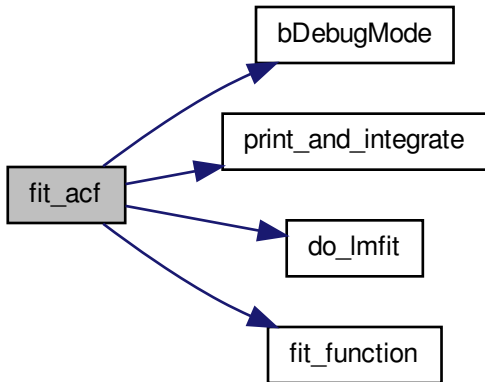 bDebugMode
print_and_integrate
fit_acf
do_lmfit
fit_function